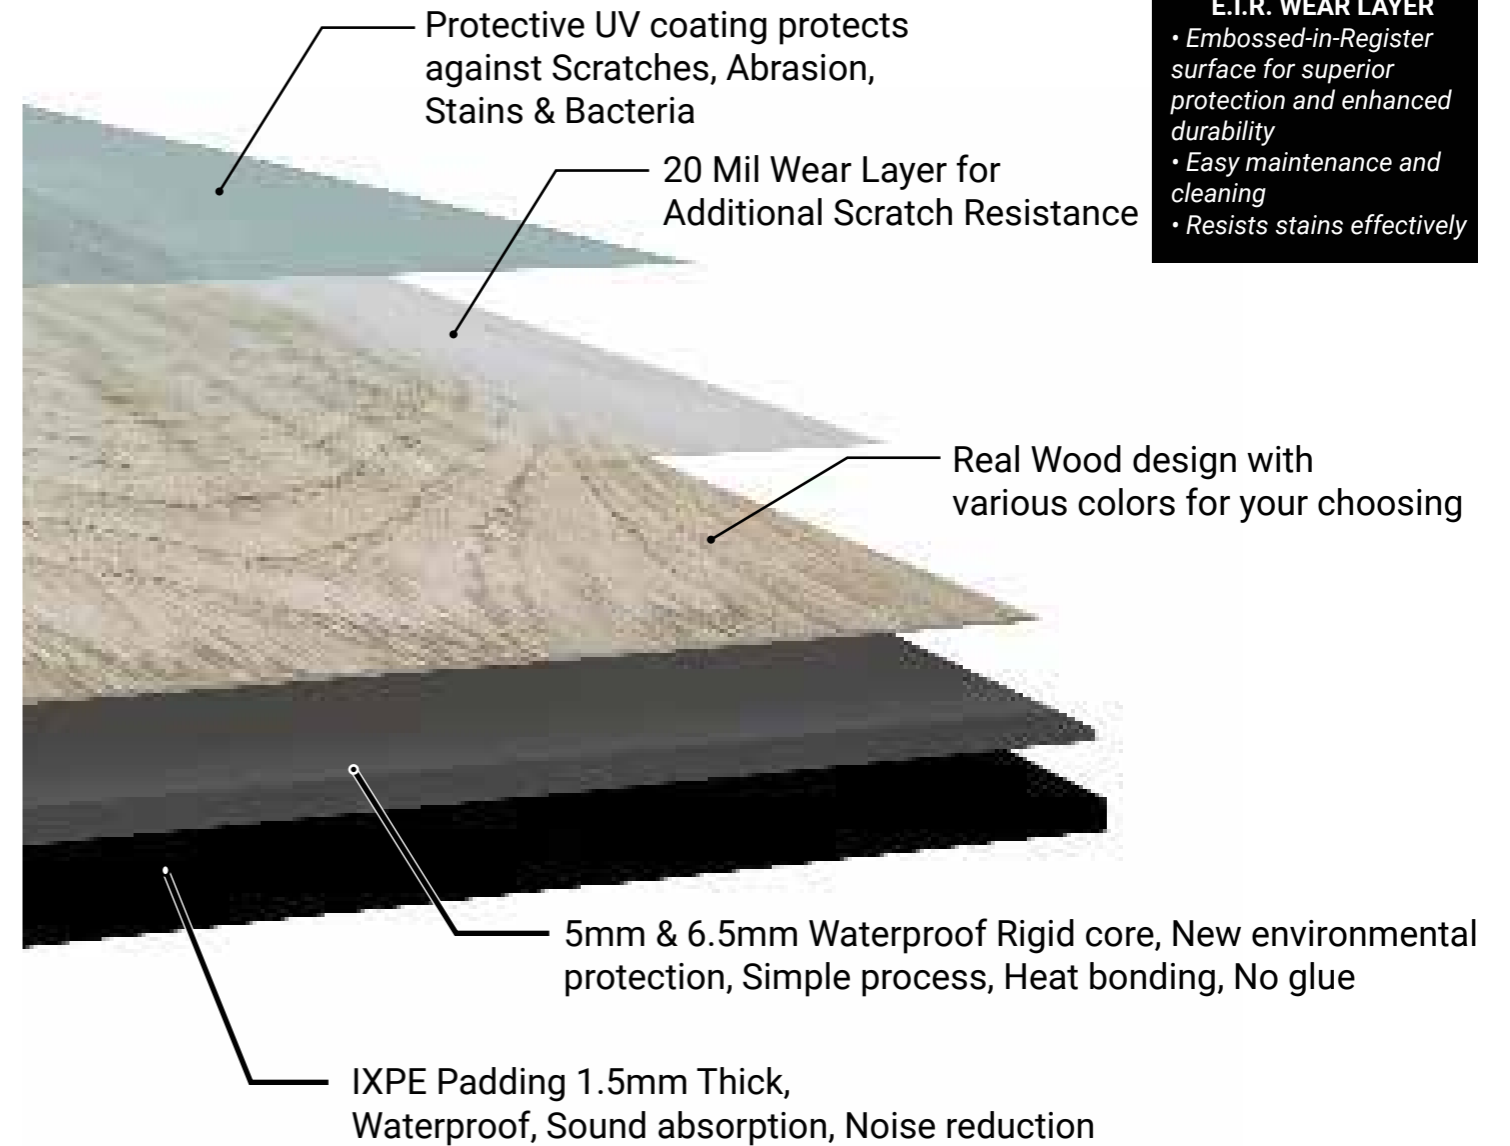 Protective UV coating protects
against Scratches, Abrasion,
Stains & Bacteria
E.I.R. WEAR LAYER
• Embossed-in-Register
surface for superior
protection and enhanced
durability
• Easy maintenance and
cleaning
• Resists stains effectively
20 Mil Wear Layer for
Additional Scratch Resistance
Real Wood design with
various colors for your choosing
5mm & 6.5mm Waterproof Rigid core, New environmental
protection, Simple process, Heat bonding, No glue
IXPE Padding 1.5mm Thick,
Waterproof, Sound absorption, Noise reduction